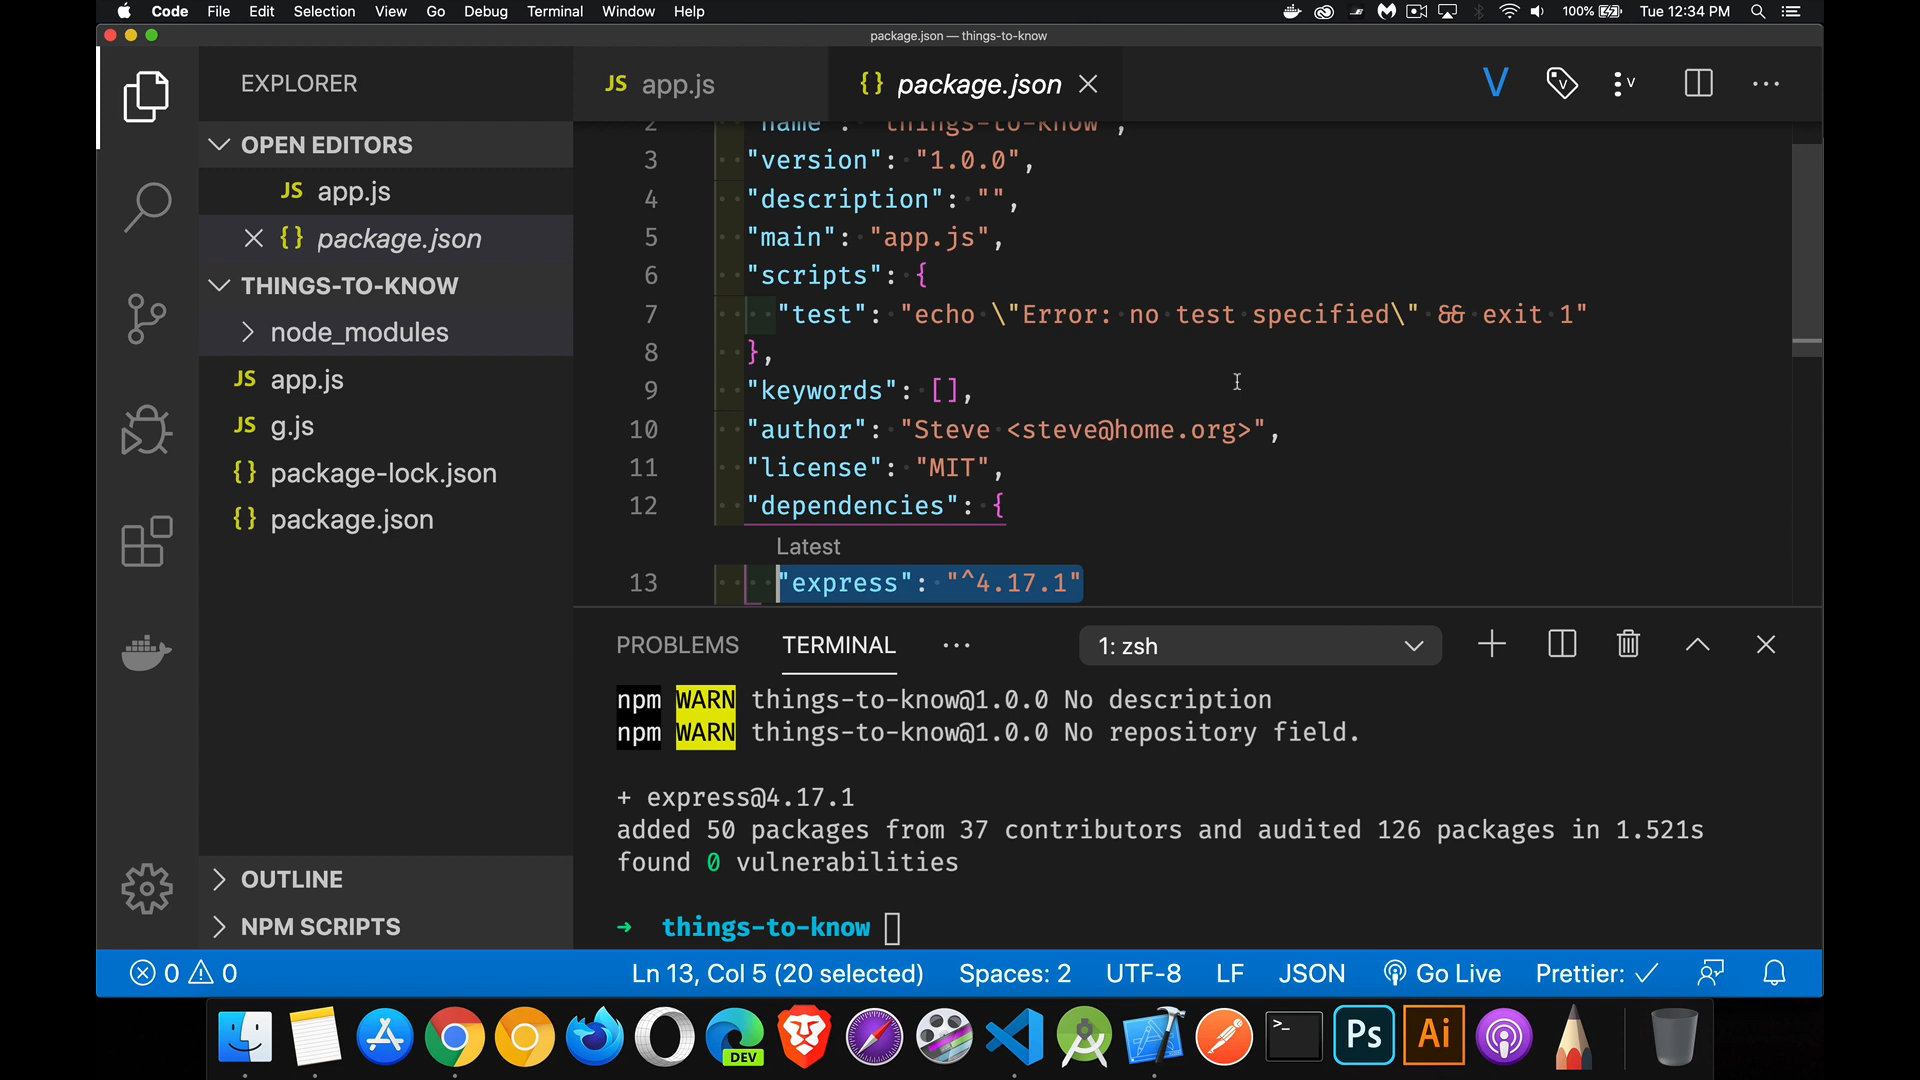 Code File Edit Selection View Go Debug Terminal Window Help
100% Tue 12:34 PM
package.json — things-to-know
EXPLORER
OPEN EDITORS
JS app.js
{} package.json
THINGS-TO-KNOW
node_modules
JS app.js
JS g.js
{} package-lock.json
{} package.json
OUTLINE
NPM SCRIPTS
JS app.js
{} package.json
2 "name": "things-to-know",
3 "version": "1.0.0",
4 "description": "",
5 "main": "app.js",
6 "scripts": {
7 "test": "echo \"Error: no test specified\" && exit 1"
8 },
9 "keywords": [],
10 "author": "Steve <steve@home.org>",
11 "license": "MIT",
12 "dependencies": {
Latest
13 "express": "^4.17.1"
PROBLEMS TERMINAL ··· 1: zsh
npm WARN things-to-know@1.0.0 No description
npm WARN things-to-know@1.0.0 No repository field.
+ express@4.17.1
added 50 packages from 37 contributors and audited 126 packages in 1.521s
found 0 vulnerabilities
→ things-to-know
0 0 Ln 13, Col 5 (20 selected) Spaces: 2 UTF-8 LF JSON Go Live Prettier: ✓
DEV
>_
Ps
Ai